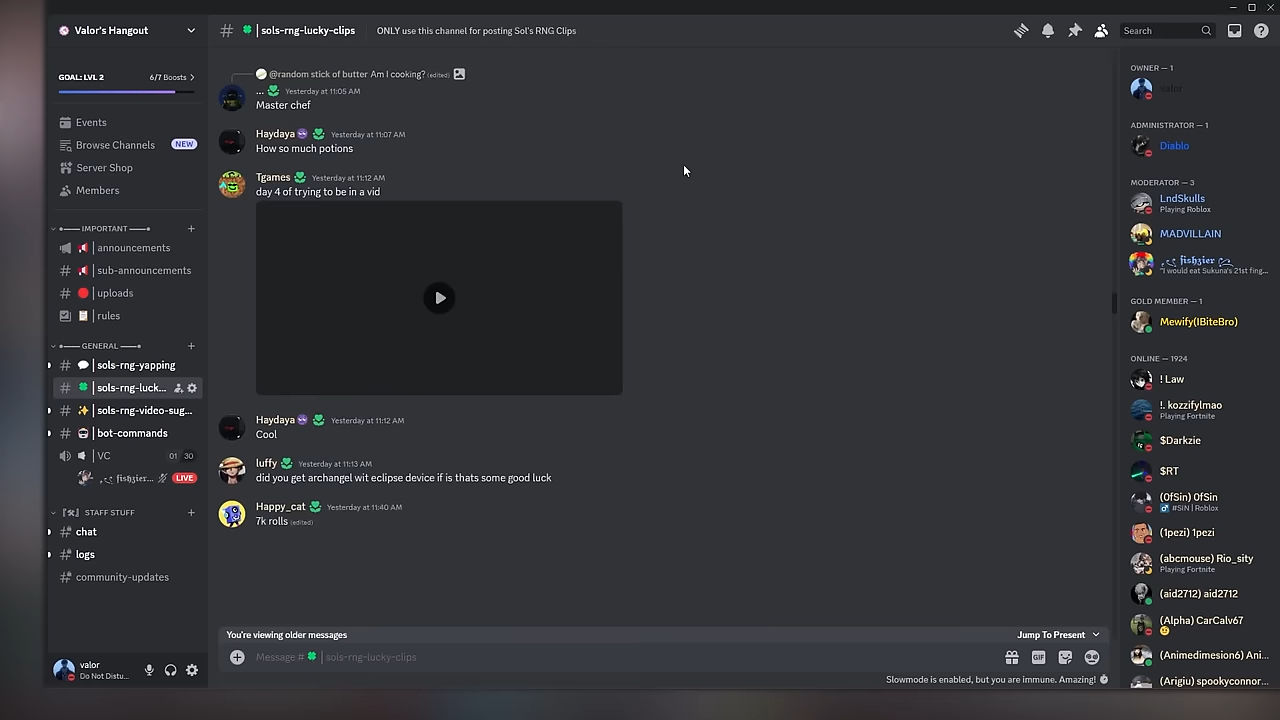 Valor's Hangout
GOAL: LVL 2
6/7 Boosts
Events
Browse Channels
NEW
Server Shop
Members
IMPORTANT
announcements
sub-announcements
uploads
rules
GENERAL
sols-rng-yapping
sols-rng-luck...
sols-rng-video-sug...
bot-commands
VC
01 30
fishzier...
LIVE
STAFF STUFF
chat
logs
community-updates
valor
Do Not Distu...
# | sols-rng-lucky-clips
ONLY use this channel for posting Sol's RNG Clips
Search
@random stick of butter Am I cooking? (edited)
... Yesterday at 11:05 AM
Master chef
Haydaya Yesterday at 11:07 AM
How so much potions
Tgames Yesterday at 11:12 AM
day 4 of trying to be in a vid
Haydaya Yesterday at 11:12 AM
Cool
luffy Yesterday at 11:13 AM
did you get archangel wit eclipse device if is thats some good luck
Happy_cat Yesterday at 11:40 AM
7k rolls (edited)
You're viewing older messages
Jump To Present
Message # | sols-rng-lucky-clips
GIF
Slowmode is enabled, but you are immune. Amazing!
OWNER — 1
valor
ADMINISTRATOR — 1
Diablo
MODERATOR — 3
LndSkulls
Playing Roblox
MADVILLAIN
fishzier
"I would eat Sukuna's 21st fing...
GOLD MEMBER — 1
Mewify(IBiteBro)
ONLINE — 1924
! Law
!. kozzifylmao
Playing Fortnite
$Darkzie
$RT
(0fSin) 0fSin
#SIN | Roblox
(1pezi) 1pezi
(abcmouse) Rio_sity
Playing Fortnite
(aid2712) aid2712
(Alpha) CarCalv67
(Animedimesion6) Ani...
(Arigiu) spookyconnor...